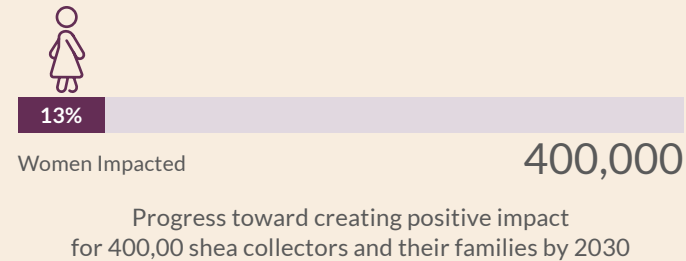 13%
Women Impacted
400,000
Progress toward creating positive impact
for 400,00 shea collectors and their families by 2030